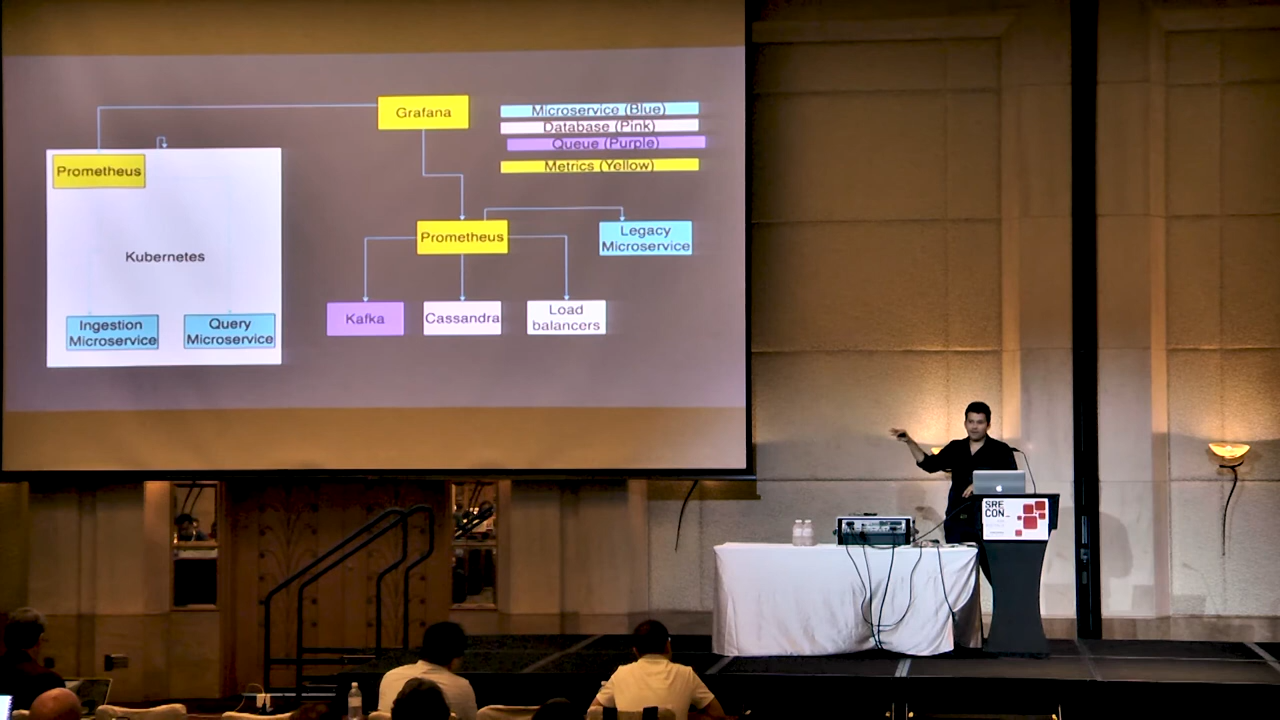 Grafana
Microservice (Blue)
Database (Pink)
Queue (Purple)
Metrics (Yellow)
Prometheus
Kubernetes
Ingestion
Microservice
Query
Microservice
Prometheus
Legacy
Microservice
Kafka
Cassandra
Load
balancers
SRE
CON